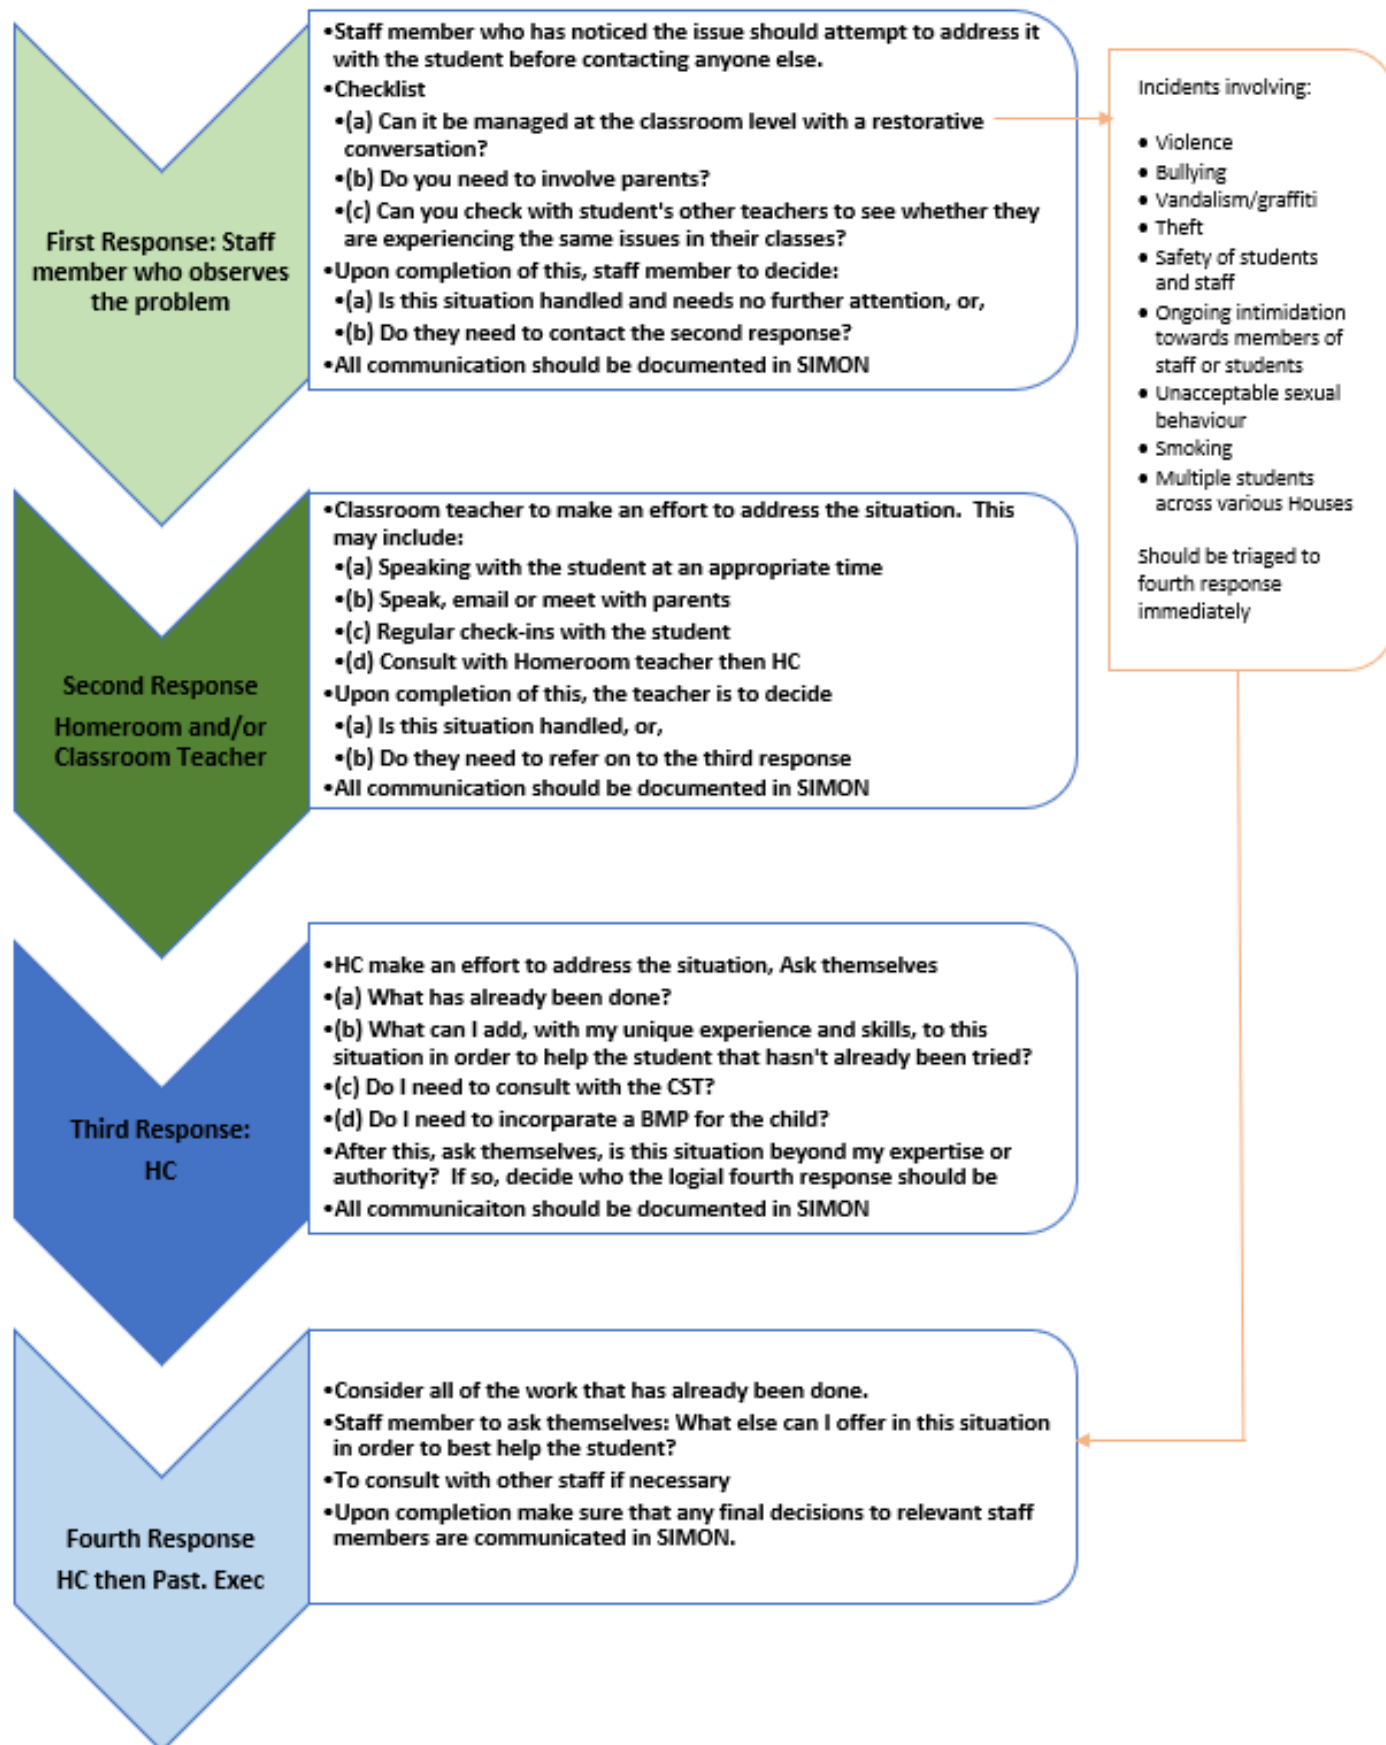 First Response: Staff
member who observes
the problem
•Staff member who has noticed the issue should attempt to address it
with the student before contacting anyone else.
•Checklist
•(a) Can it be managed at the classroom level with a restorative
conversation?
•(b) Do you need to involve parents?
•(c) Can you check with student's other teachers to see whether they
are experiencing the same issues in their classes?
•Upon completion of this, staff member to decide:
•(a) Is this situation handled and needs no further attention, or,
•(b) Do they need to contact the second response?
•All communication should be documented in SIMON
Incidents involving:
• Violence
• Bullying
• Vandalism/graffiti
• Theft
• Safety of students
and staff
• Ongoing intimidation
towards members of
staff or students
• Unacceptable sexual
behaviour
• Smoking
• Multiple students
across various Houses
Should be triaged to
fourth response
immediately
Second Response
Homeroom and/or
Classroom Teacher
•Classroom teacher to make an effort to address the situation.  This
may include:
•(a) Speaking with the student at an appropriate time
•(b) Speak, email or meet with parents
•(c) Regular check-ins with the student
•(d) Consult with Homeroom teacher then HC
•Upon completion of this, the teacher is to decide
•(a) Is this situation handled, or,
•(b) Do they need to refer on to the third response
•All communication should be documented in SIMON
Third Response:
HC
•HC make an effort to address the situation, Ask themselves
•(a) What has already been done?
•(b) What can I add, with my unique experience and skills, to this
situation in order to help the student that hasn't already been tried?
•(c) Do I need to consult with the CST?
•(d) Do I need to incorparate a BMP for the child?
•After this, ask themselves, is this situation beyond my expertise or
authority?  If so, decide who the logial fourth response should be
•All communicaiton should be documented in SIMON
Fourth Response
HC then Past. Exec
•Consider all of the work that has already been done.
•Staff member to ask themselves: What else can I offer in this situation
in order to best help the student?
•To consult with other staff if necessary
•Upon completion make sure that any final decisions to relevant staff
members are communicated in SIMON.